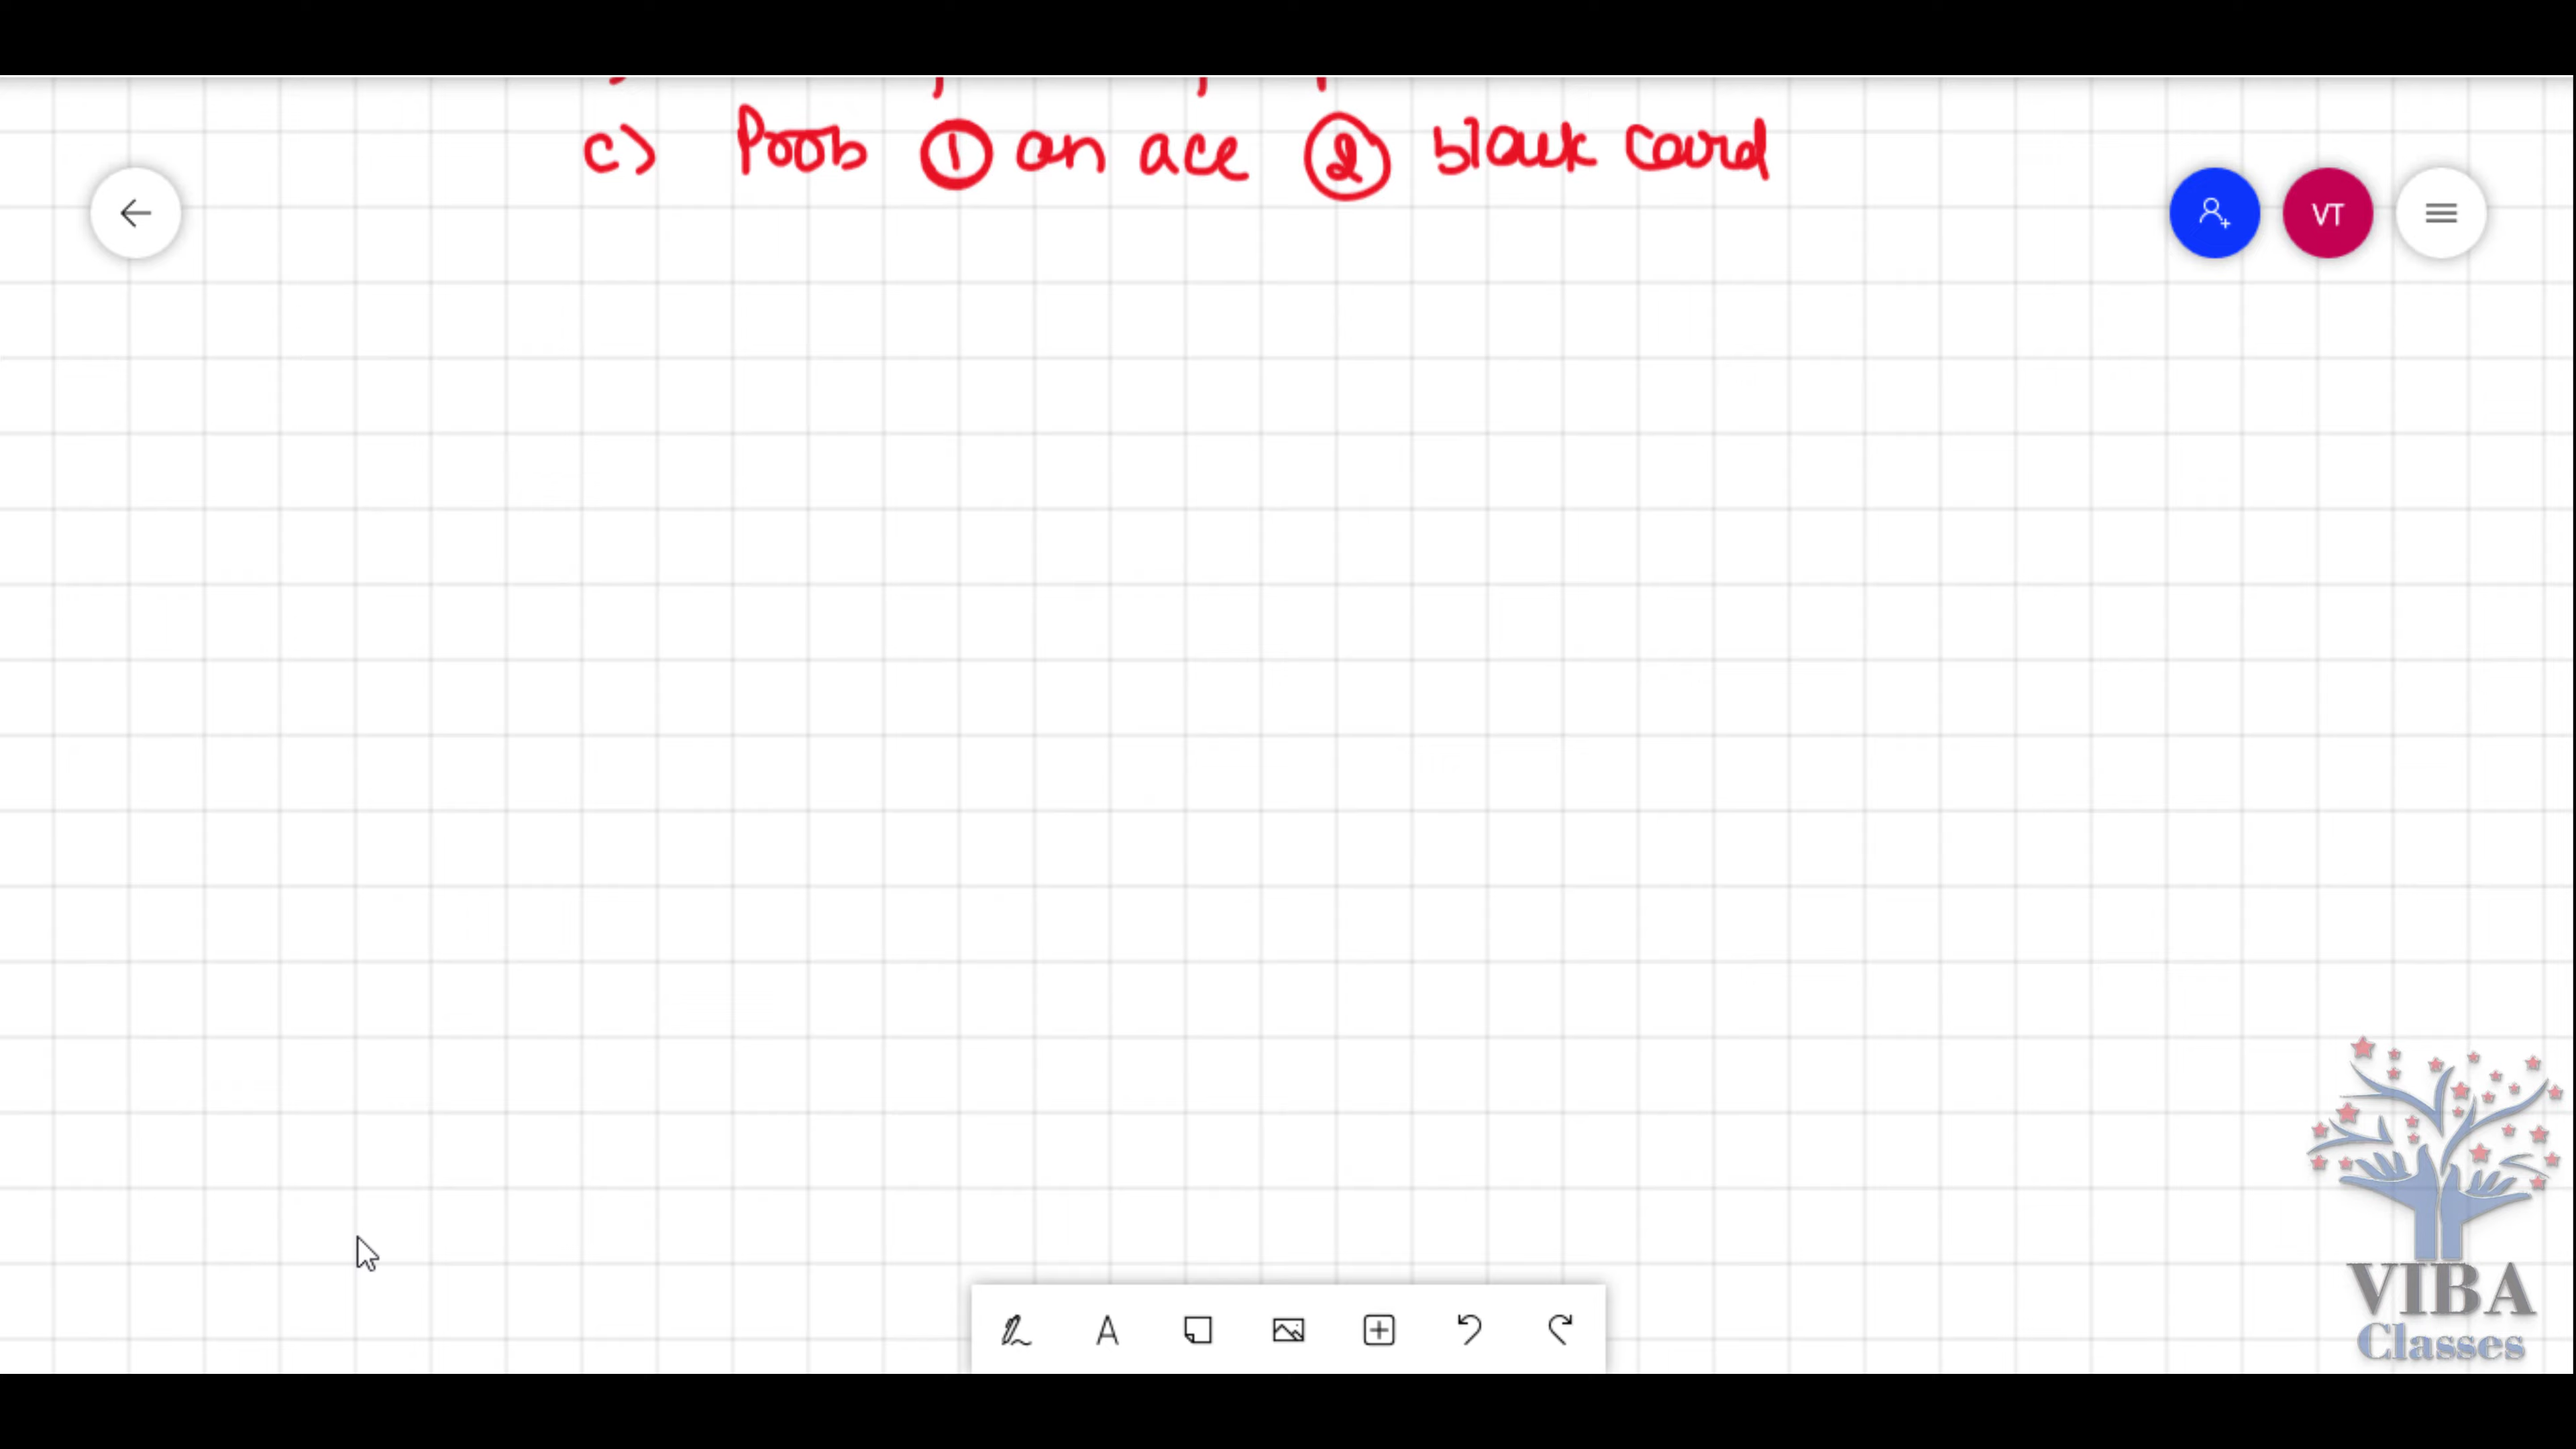 c) Prob ① an ace ② black card
VT
VIBA
Classes